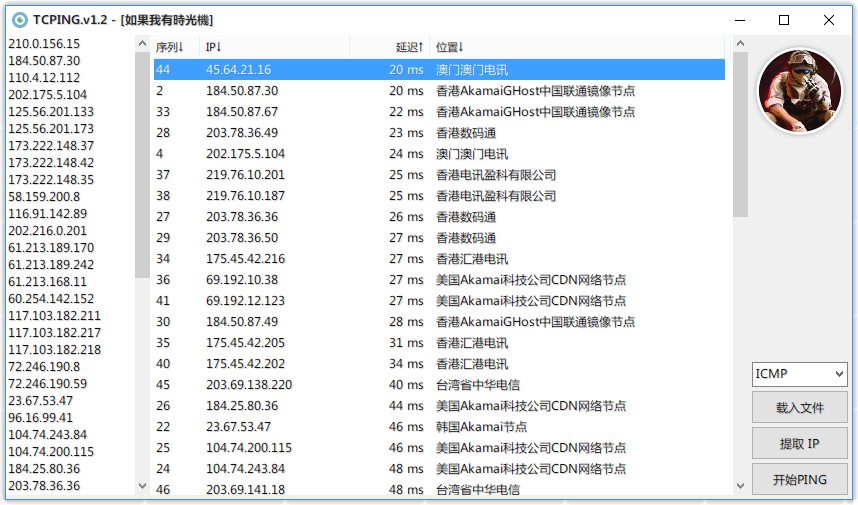 TCPING.v1.2 - [如果我有時光機]
210.0.156.15
184.50.87.30
110.4.12.112
202.175.5.104
125.56.201.133
125.56.201.173
173.222.148.37
173.222.148.42
173.222.148.35
58.159.200.8
116.91.142.89
202.216.0.201
61.213.189.170
61.213.189.242
61.213.168.11
60.254.142.152
117.103.182.211
117.103.182.217
117.103.182.218
72.246.190.8
72.246.190.59
23.67.53.47
96.16.99.41
104.74.243.84
104.74.200.115
184.25.80.36
203.78.36.36
序列↓ IP↓ 延迟↑ 位置↓
44 45.64.21.16 20 ms 澳门澳门电讯
2 184.50.87.30 20 ms 香港AkamaiGHost中国联通镜像节点
33 184.50.87.67 22 ms 香港AkamaiGHost中国联通镜像节点
28 203.78.36.49 23 ms 香港数码通
4 202.175.5.104 24 ms 澳门澳门电讯
37 219.76.10.201 25 ms 香港电讯盈科有限公司
38 219.76.10.187 25 ms 香港电讯盈科有限公司
27 203.78.36.36 26 ms 香港数码通
29 203.78.36.50 27 ms 香港数码通
34 175.45.42.216 27 ms 香港汇港电讯
36 69.192.10.38 27 ms 美国Akamai科技公司CDN网络节点
41 69.192.12.123 27 ms 美国Akamai科技公司CDN网络节点
30 184.50.87.49 28 ms 香港AkamaiGHost中国联通镜像节点
35 175.45.42.205 31 ms 香港汇港电讯
40 175.45.42.202 34 ms 香港汇港电讯
45 203.69.138.220 40 ms 台湾省中华电信
26 184.25.80.36 44 ms 美国Akamai科技公司CDN网络节点
22 23.67.53.47 46 ms 韩国Akamai节点
25 104.74.200.115 46 ms 美国Akamai科技公司CDN网络节点
24 104.74.243.84 48 ms 美国Akamai科技公司CDN网络节点
46 203.69.141.18 48 ms 台湾省中华电信
ICMP
载入文件
提取 IP
开始PING